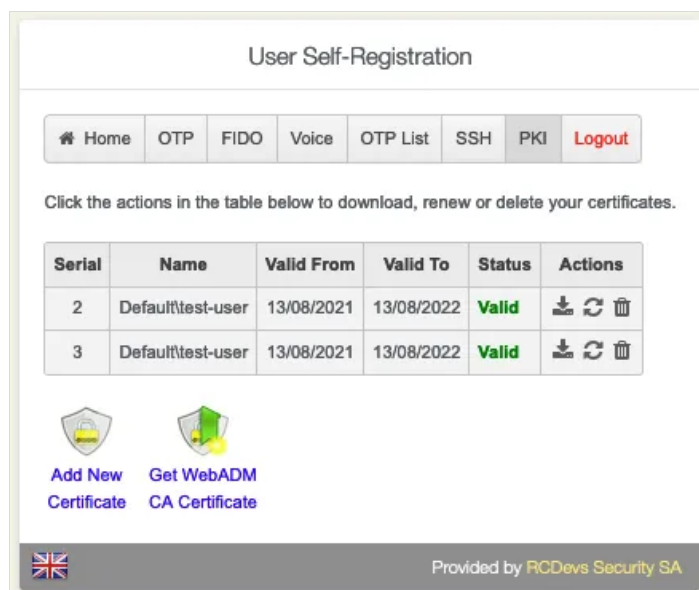 User Self-Registration
Home OTP FIDO Voice OTP List SSH PKI Logout
Click the actions in the table below to download, renew or delete your certificates.
Serial Name Valid From Valid To Status Actions
2 Default\test-user 13/08/2021 13/08/2022 Valid
3 Default\test-user 13/08/2021 13/08/2022 Valid
Add New Get WebADM
Certificate CA Certificate
Provided by RCDevs Security SA